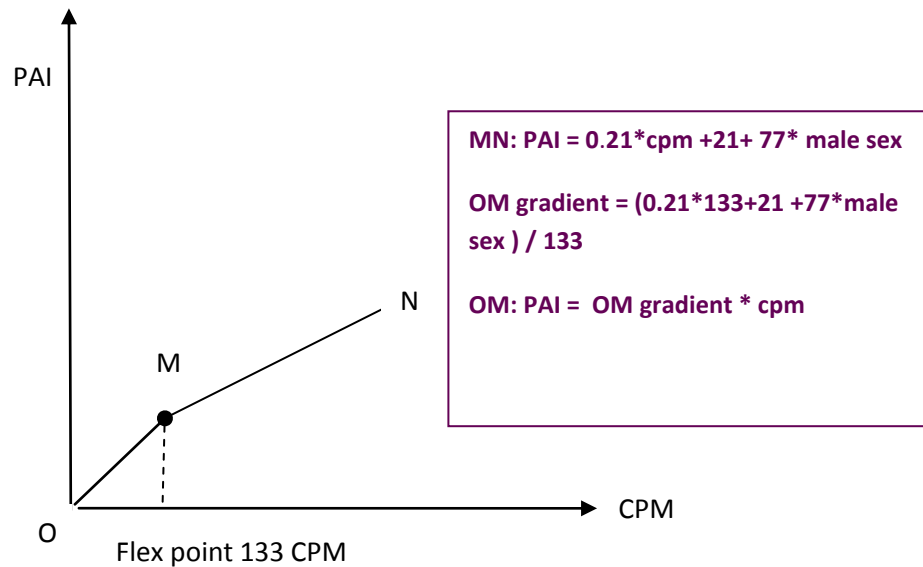 PAI
MN: PAI = 0.21*cpm +21+ 77* male sex
OM gradient = (0.21*133+21 +77*male
sex ) / 133
OM: PAI = OM gradient * cpm
N
M
O
CPM
Flex point 133 CPM